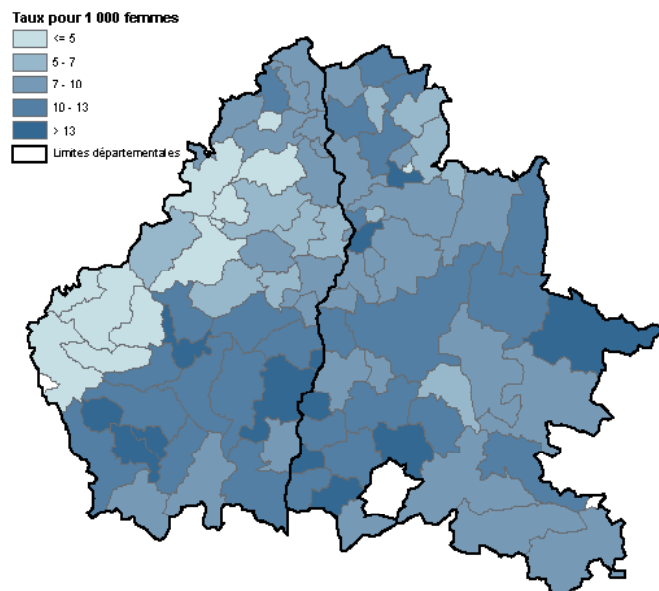 Taux pour 1 000 femmes
<= 5
5 - 7
7 - 10
10 - 13
> 13
Limites départementales